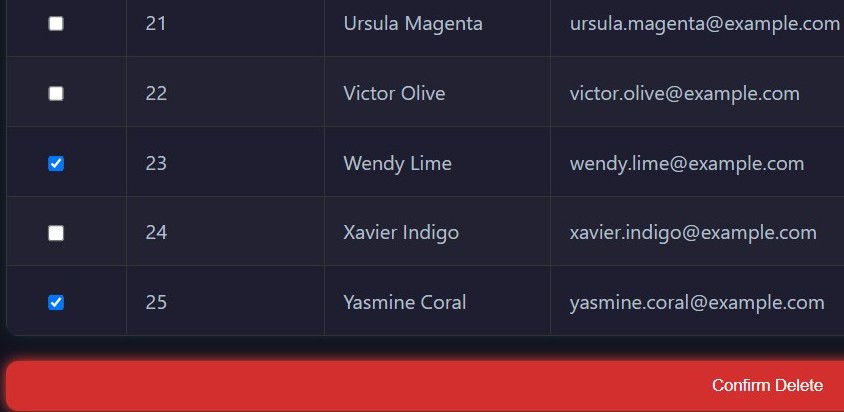 21 Ursula Magenta ursula.magenta@example.com
22 Victor Olive victor.olive@example.com
23 Wendy Lime wendy.lime@example.com
24 Xavier Indigo xavier.indigo@example.com
25 Yasmine Coral yasmine.coral@example.com
Confirm Delete